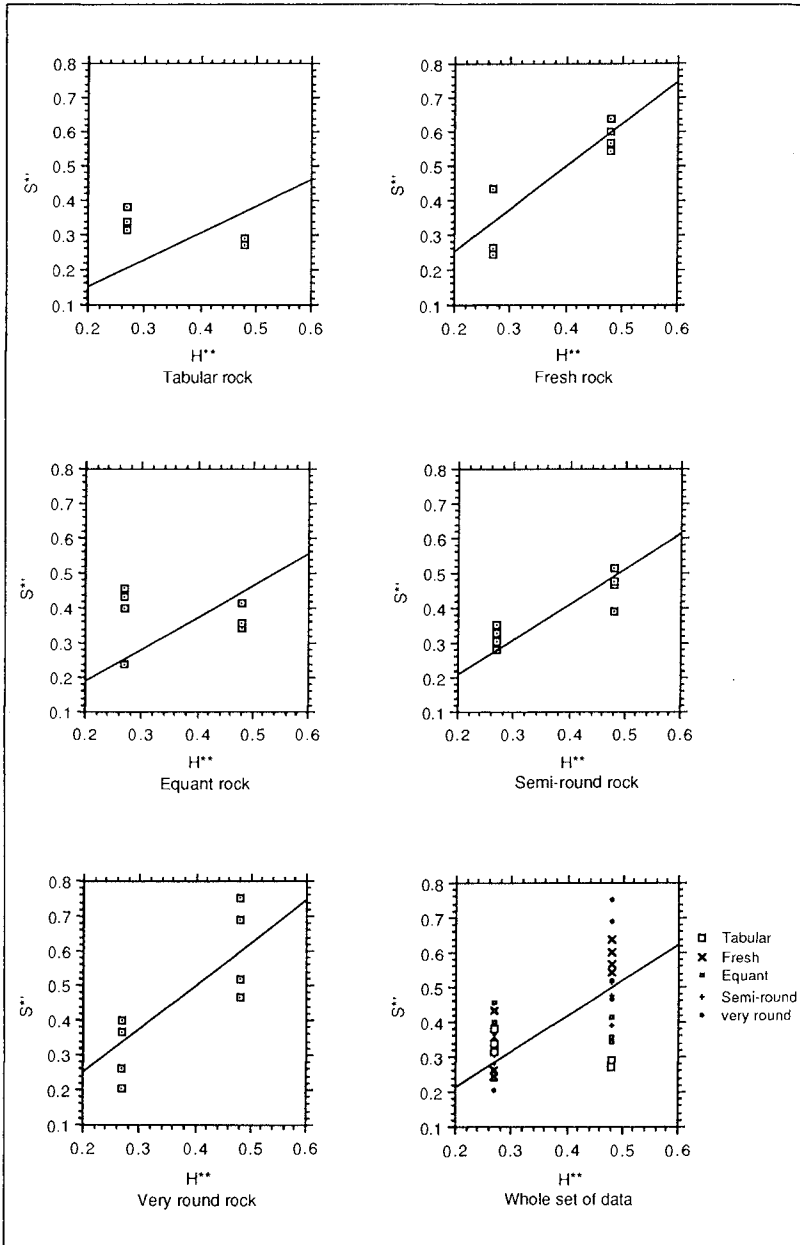 0.8 0.8
0.7 0.7
0.6 0.6
0.5 0.5
S*' S*'
0.4 0.4
0.3 0.3
0.2 0.2
0.1 0.1
0.2 0.3 0.4 0.5 0.6 0.2 0.3 0.4 0.5 0.6
H** H**
Tabular rock Fresh rock
0.8 0.8
0.7 0.7
0.6 0.6
0.5 0.5
S*' S*'
0.4 0.4
0.3 0.3
0.2 0.2
0.1 0.1
0.2 0.3 0.4 0.5 0.6 0.2 0.3 0.4 0.5 0.6
H** H**
Equant rock Semi-round rock
0.8 0.8
0.7 0.7
0.6 0.6
0.5 0.5
S*' S*'
0.4 0.4
0.3 0.3
0.2 0.2
0.1 0.1
0.2 0.3 0.4 0.5 0.6 0.2 0.3 0.4 0.5 0.6
H** H**
Very round rock Whole set of data
Tabular
Fresh
Equant
Semi-round
very round